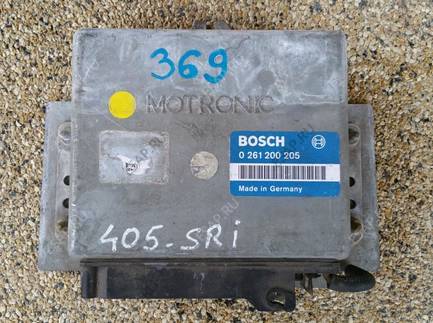 369
MOTRONIC
BOSCH
0 261 200 205
Made in Germany
405-SRi